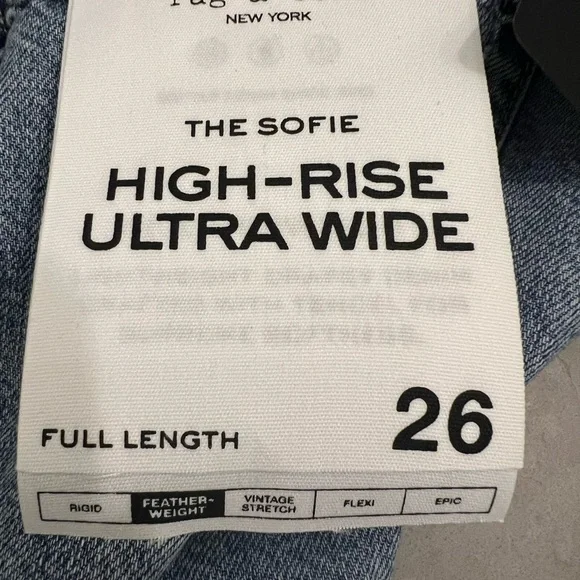 NEW YORK
THE SOFIE
HIGH-RISE
ULTRA WIDE
FULL LENGTH
26
RIGID
FEATHER-
WEIGHT
VINTAGE
STRETCH
FLEXI
EPIC